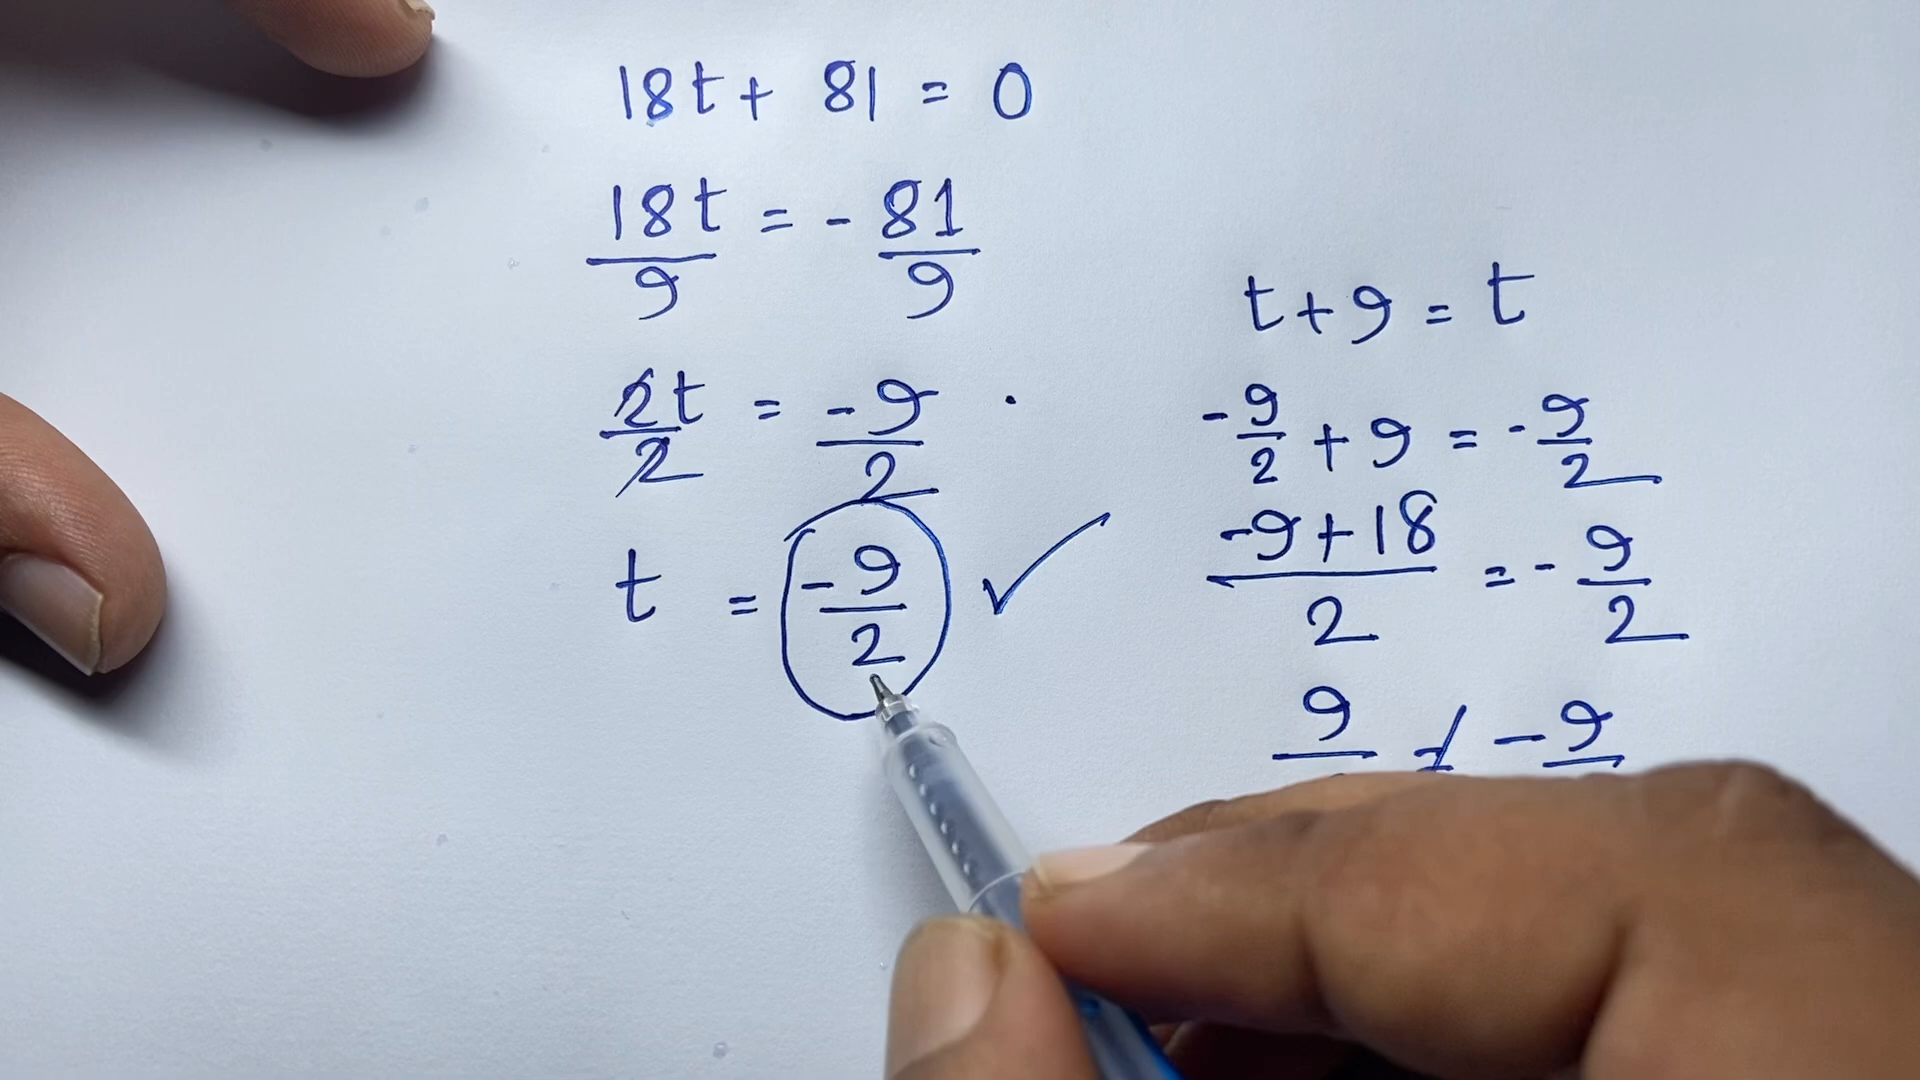 18t + 81 = 0
18t/9 = - 81/9
2t/2 = -9/2 .
t = -9/2 ✓
t + 9 = t
-9/2 + 9 = -9/2
-9+18/2 = -9/2
9 ≠ -9